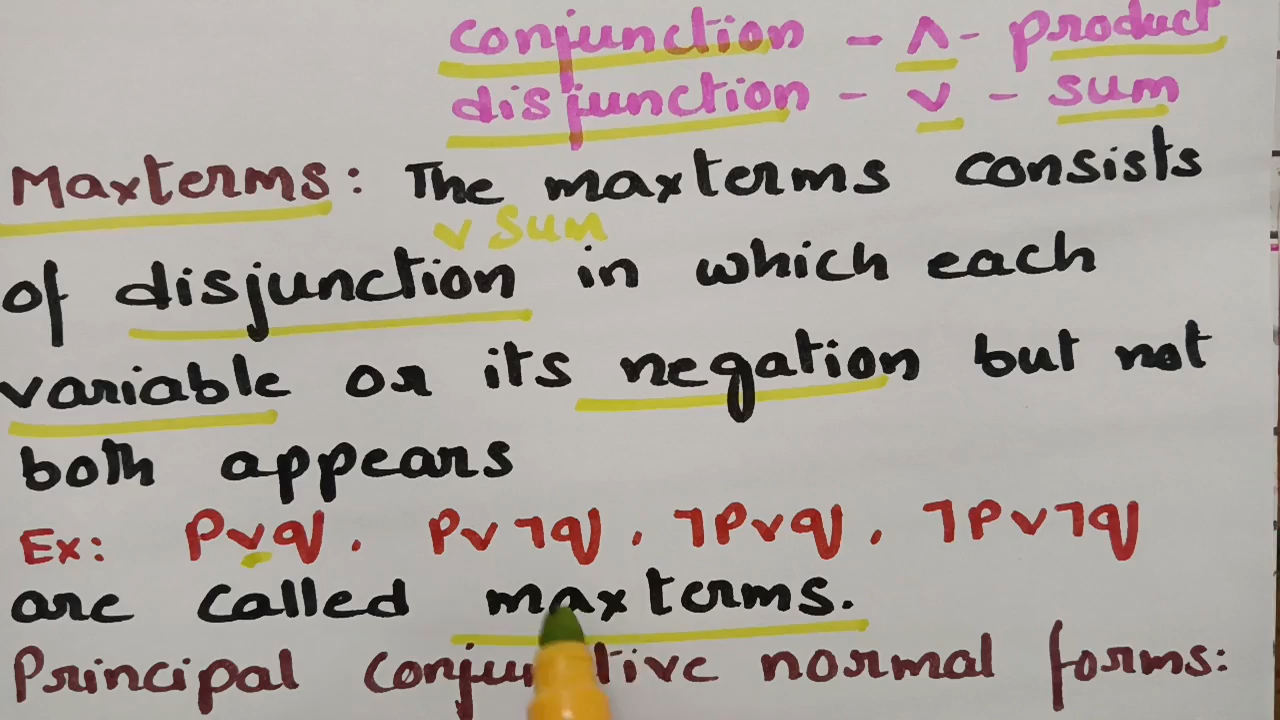 conjunction - ∧ - product
disjunction - ∨ - sum
Maxterms: The maxterms consists
∨ sum
of disjunction in which each
variable or its negation but not
both appears
Ex: P∨q, P∨¬q, ¬P∨q, ¬P∨¬q
are called maxterms.
Principal normal forms: